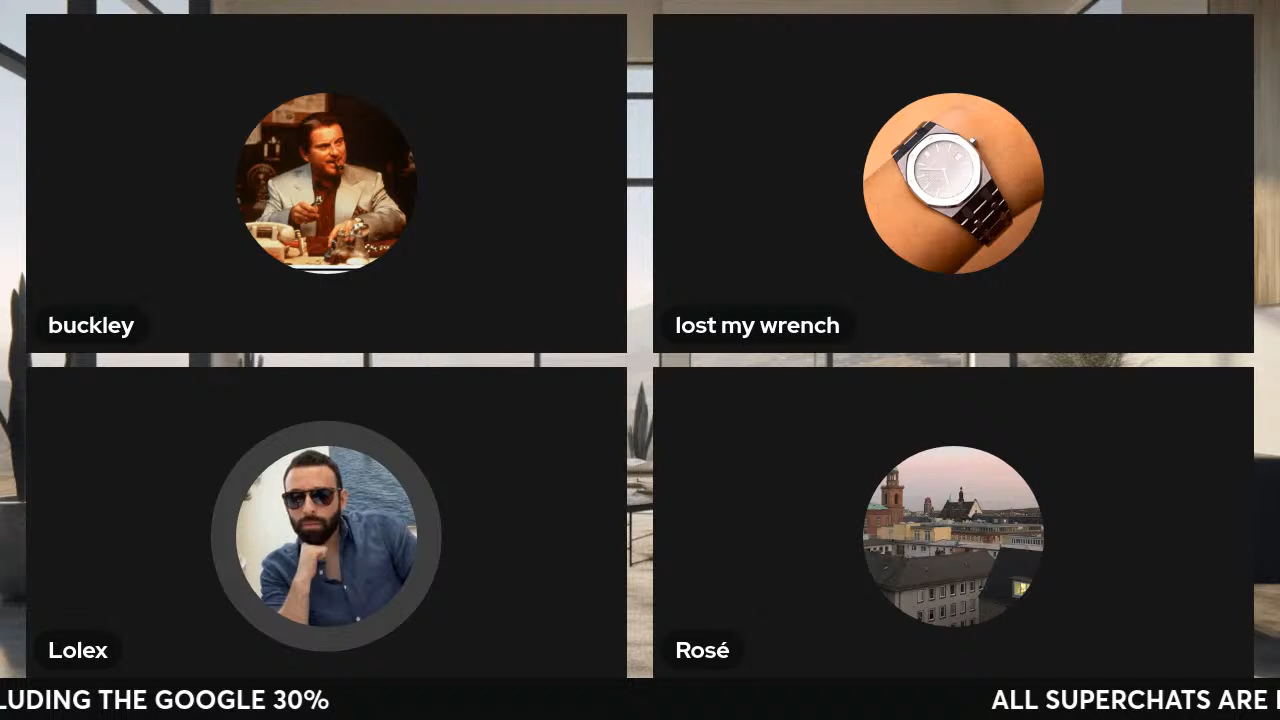 buckley
lost my wrench
Lolex
Rosé
LUDING THE GOOGLE 30%
ALL SUPERCHATS ARE